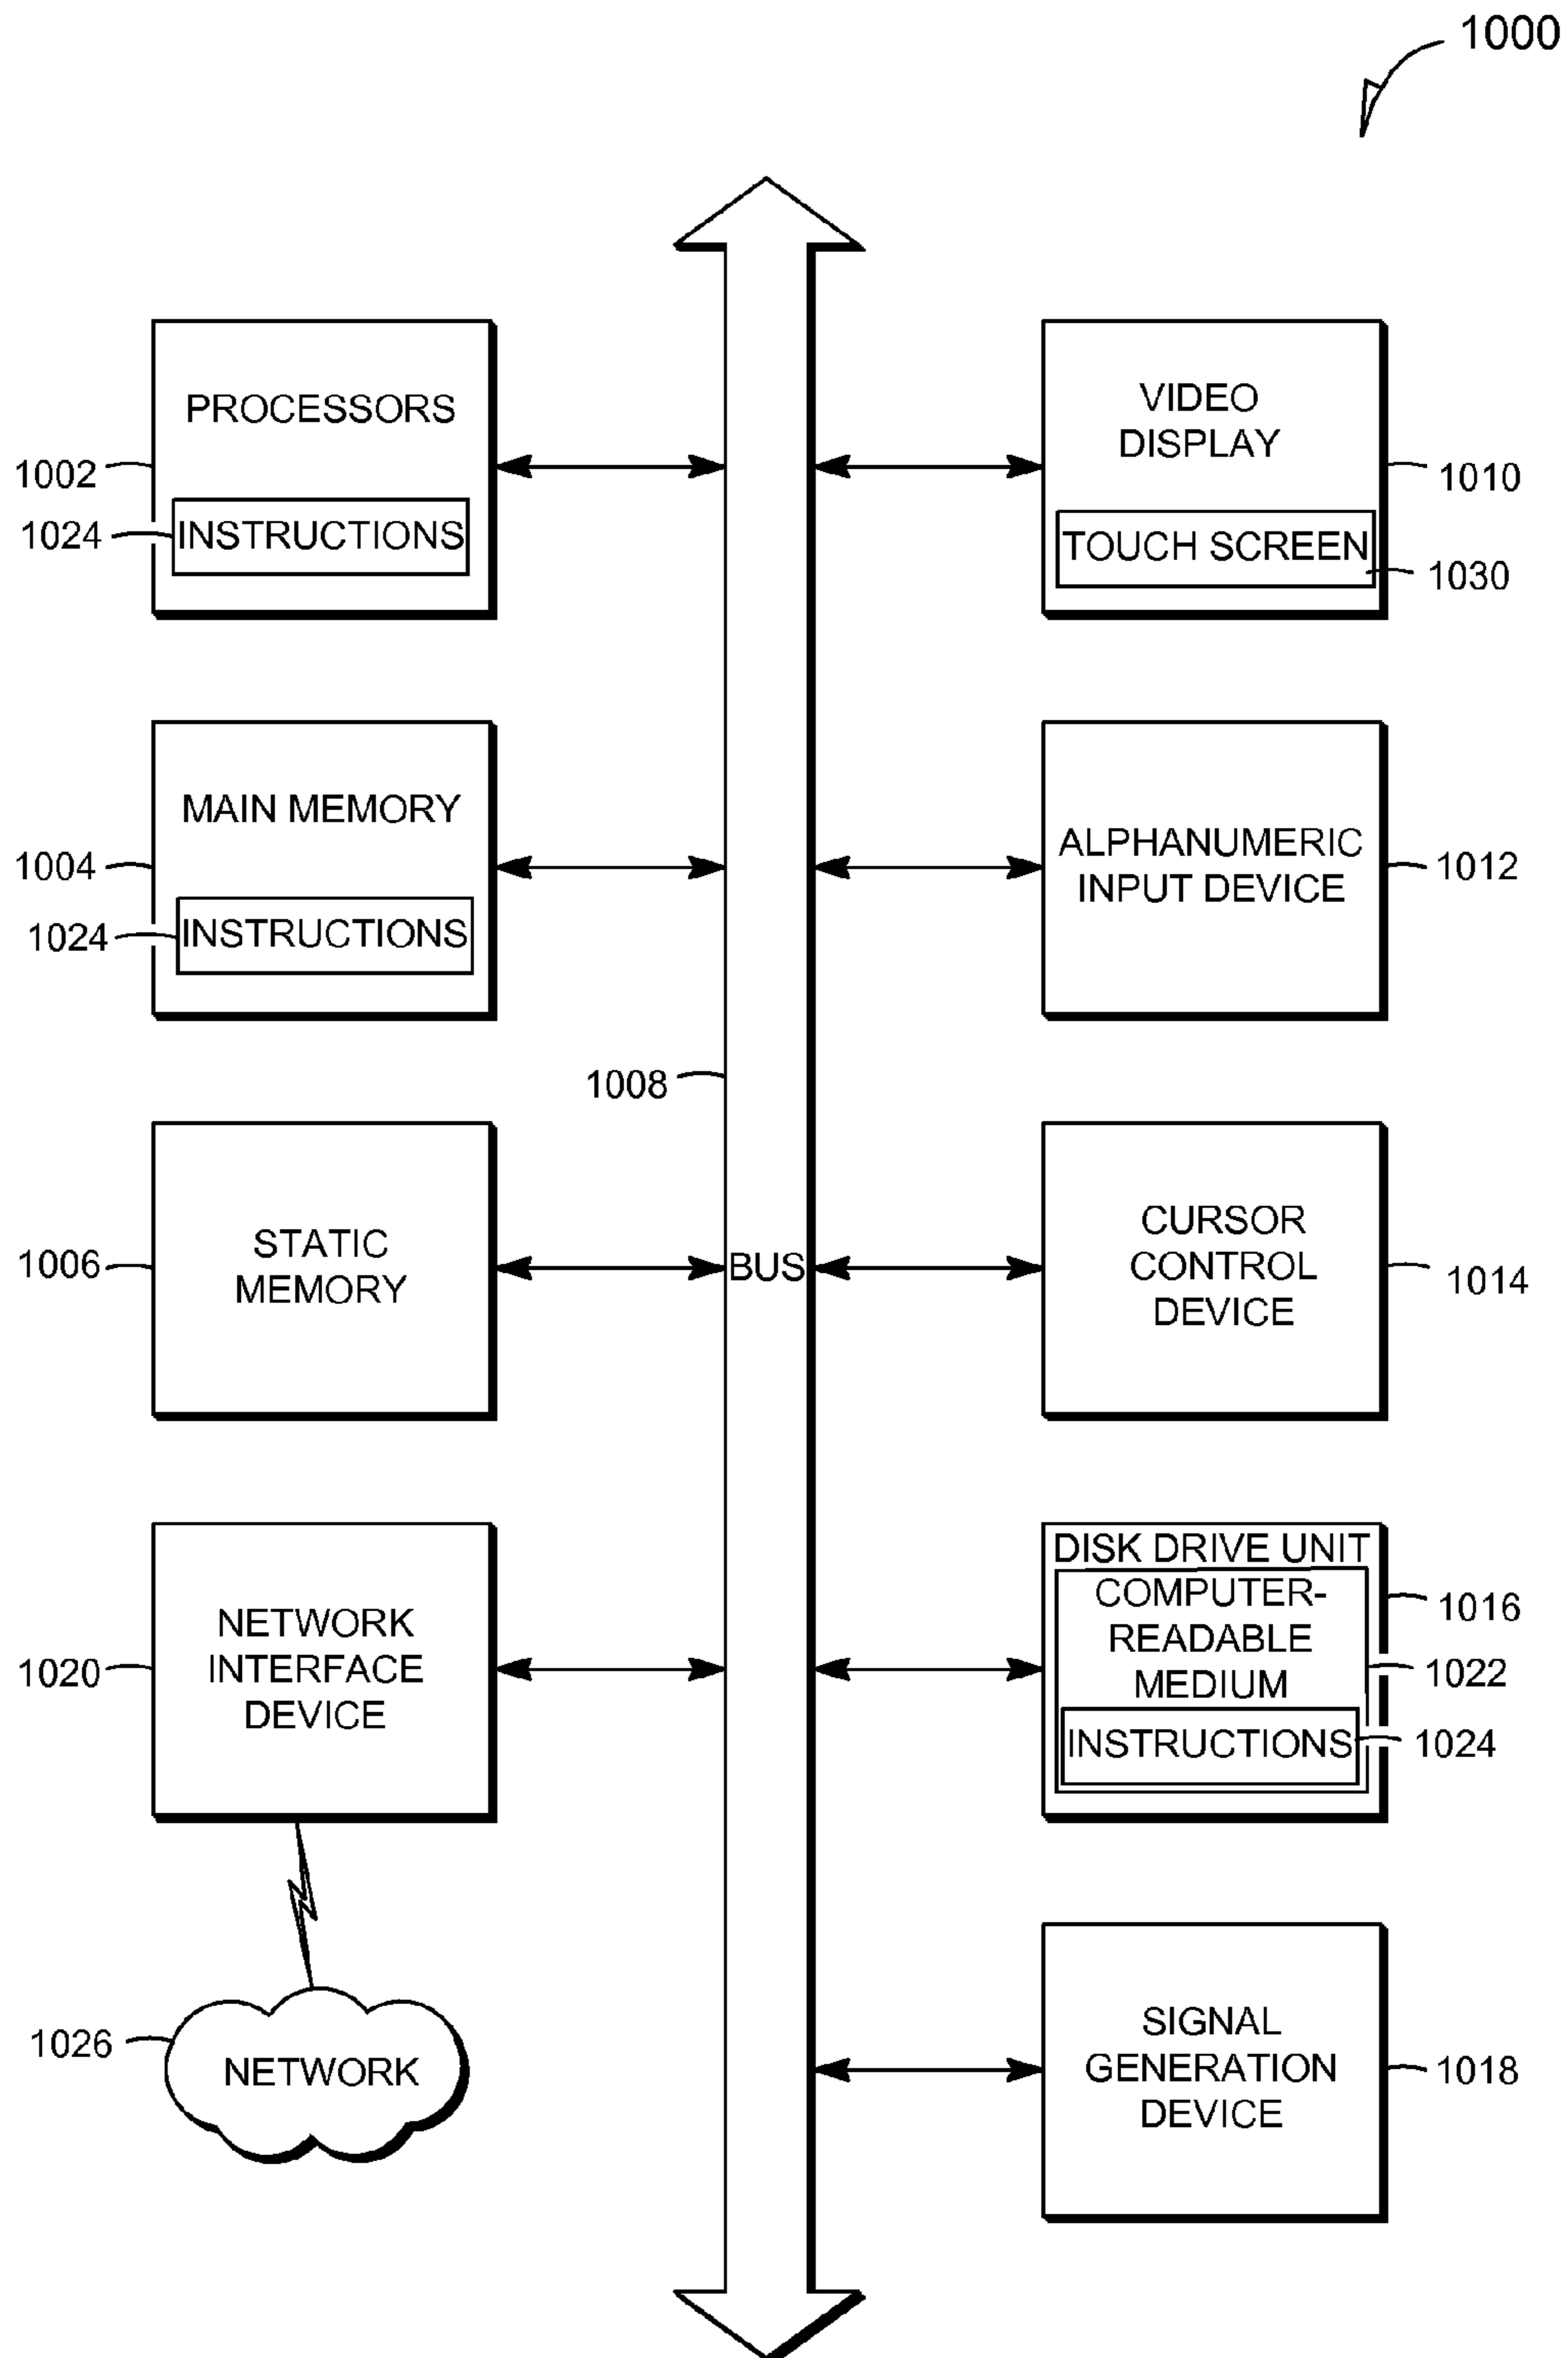 1000
PROCESSORS
1002
1024
INSTRUCTIONS
VIDEO
DISPLAY
1010
TOUCH SCREEN
1030
MAIN MEMORY
1004
1024
INSTRUCTIONS
ALPHANUMERIC
INPUT DEVICE
1012
1008
STATIC
MEMORY
1006
BUS
CURSOR
CONTROL
DEVICE
1014
NETWORK
INTERFACE
DEVICE
1020
DISK DRIVE UNIT
COMPUTER-
READABLE
MEDIUM
1016
1022
INSTRUCTIONS
1024
1026
NETWORK
SIGNAL
GENERATION
DEVICE
1018